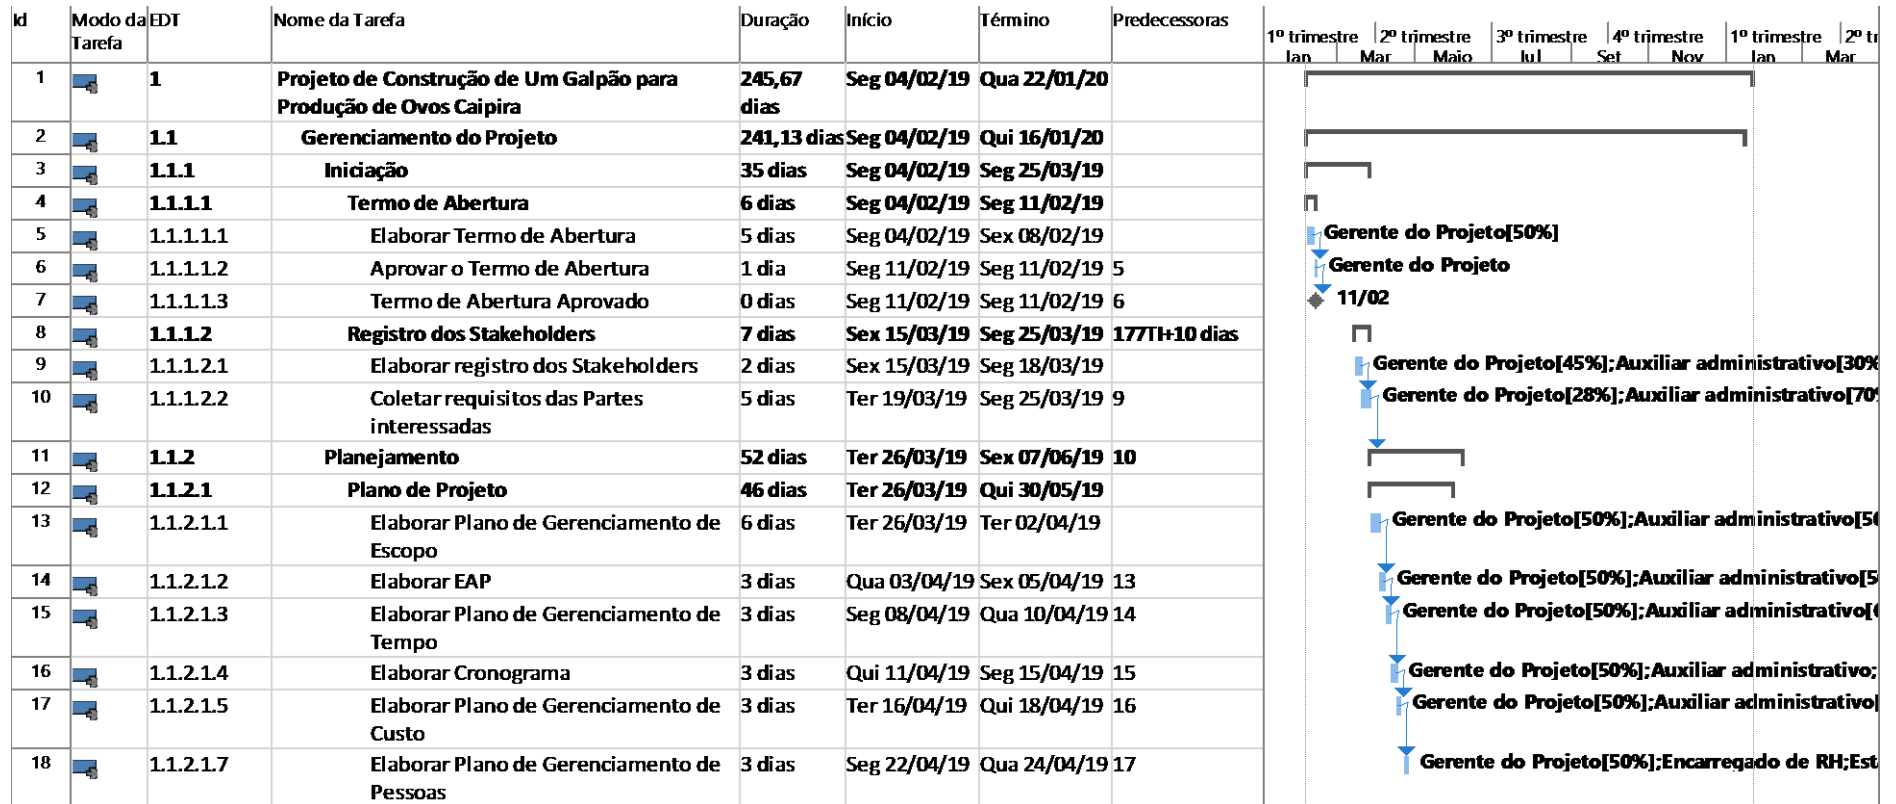 Id Modo da Tarefa EDT Nome da Tarefa Duração Início Término Predecessoras
1º trimestre 2º trimestre 3º trimestre 4º trimestre 1º trimestre 2º tr
Jan Mar Maio Jul Set Nov Jan Mar
1 1 Projeto de Construção de Um Galpão para Produção de Ovos Caipira 245,67 dias Seg 04/02/19 Qua 22/01/20
2 1.1 Gerenciamento do Projeto 241,13 dias Seg 04/02/19 Qui 16/01/20
3 1.1.1 Iniciação 35 dias Seg 04/02/19 Seg 25/03/19
4 1.1.1.1 Termo de Abertura 6 dias Seg 04/02/19 Seg 11/02/19
5 1.1.1.1.1 Elaborar Termo de Abertura 5 dias Seg 04/02/19 Sex 08/02/19 Gerente do Projeto[50%]
6 1.1.1.1.2 Aprovar o Termo de Abertura 1 dia Seg 11/02/19 Seg 11/02/19 5 Gerente do Projeto
7 1.1.1.1.3 Termo de Abertura Aprovado 0 dias Seg 11/02/19 Seg 11/02/19 6 11/02
8 1.1.1.2 Registro dos Stakeholders 7 dias Sex 15/03/19 Seg 25/03/19 177TI+10 dias
9 1.1.1.2.1 Elaborar registro dos Stakeholders 2 dias Sex 15/03/19 Seg 18/03/19 Gerente do Projeto[45%];Auxiliar administrativo[30%
10 1.1.1.2.2 Coletar requisitos das Partes interessadas 5 dias Ter 19/03/19 Seg 25/03/19 9 Gerente do Projeto[28%];Auxiliar administrativo[70%
11 1.1.2 Planejamento 52 dias Ter 26/03/19 Sex 07/06/19 10
12 1.1.2.1 Plano de Projeto 46 dias Ter 26/03/19 Qui 30/05/19
13 1.1.2.1.1 Elaborar Plano de Gerenciamento de Escopo 6 dias Ter 26/03/19 Ter 02/04/19 Gerente do Projeto[50%];Auxiliar administrativo[50
14 1.1.2.1.2 Elaborar EAP 3 dias Qua 03/04/19 Sex 05/04/19 13 Gerente do Projeto[50%];Auxiliar administrativo[5
15 1.1.2.1.3 Elaborar Plano de Gerenciamento de Tempo 3 dias Seg 08/04/19 Qua 10/04/19 14 Gerente do Projeto[50%];Auxiliar administrativo[
16 1.1.2.1.4 Elaborar Cronograma 3 dias Qui 11/04/19 Seg 15/04/19 15 Gerente do Projeto[50%];Auxiliar administrativo;
17 1.1.2.1.5 Elaborar Plano de Gerenciamento de Custo 3 dias Ter 16/04/19 Qui 18/04/19 16 Gerente do Projeto[50%];Auxiliar administrativo[
18 1.1.2.1.7 Elaborar Plano de Gerenciamento de Pessoas 3 dias Seg 22/04/19 Qua 24/04/19 17 Gerente do Projeto[50%];Encarregado de RH;Est